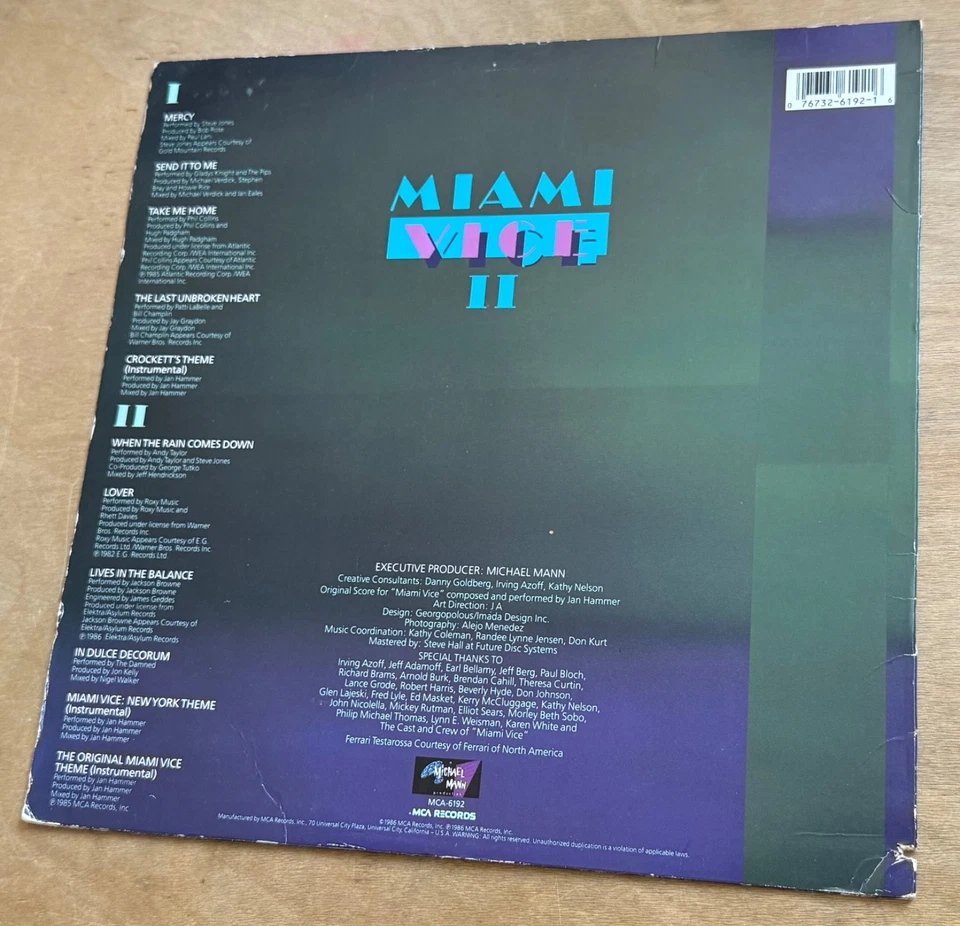 I
MERCY
Performed by Steve Jones
Produced by Bob Rose
Mixed by Paul Lani
Steve Jones Appears Courtesy of
Gold Mountain Records
SEND IT TO ME
Performed by Gladys Knight and The Pips
Produced by Michael Verdick, Stephen
Bray and Howie Rice
Mixed by Michael Verdick and Ian Eales
TAKE ME HOME
Performed by Phil Collins
Produced by Phil Collins and
Hugh Padgham
Mixed by Hugh Padgham
Produced under license from Atlantic
Recording Corp./WEA International Inc
Phil Collins Appears Courtesy of Atlantic
Recording Corp./WEA International Inc.
℗ 1985 Atlantic Recording Corp./WEA
International Inc.
THE LAST UNBROKEN HEART
Performed by Patti LaBelle and
Bill Champlin
Produced by Jay Graydon
Mixed by Jay Graydon
Bill Champlin Appears Courtesy of
Warner Bros. Records Inc
CROCKETT'S THEME
(Instrumental)
Performed by Jan Hammer
Produced by Jan Hammer
Mixed by Jan Hammer
II
WHEN THE RAIN COMES DOWN
Performed by Andy Taylor
Produced by Andy Taylor and Steve Jones
Co-Produced by George Tutko
Mixed by Jeff Hendrickson
LOVER
Performed by Roxy Music
Produced by Roxy Music and
Rhett Davies
Produced under license from Warner
Bros. Records Inc.
Roxy Music Appears Courtesy of E.G.
Records Ltd./Warner Bros. Records Inc
℗ 1982 E.G. Records Ltd
LIVES IN THE BALANCE
Performed by Jackson Browne
Produced by Jackson Browne
Engineered by James Geddes
Produced under license from
Elektra/Asylum Records
Jackson Browne Appears Courtesy of
Elektra/Asylum Records
℗ 1986 Elektra/Asylum Records
IN DULCE DECORUM
Performed by The Damned
Produced by Jon Kelly
Mixed by Nigel Walker
MIAMI VICE: NEW YORK THEME
(Instrumental)
Performed by Jan Hammer
Produced by Jan Hammer
Mixed by Jan Hammer
THE ORIGINAL MIAMI VICE
THEME (Instrumental)
Performed by Jan Hammer
Produced by Jan Hammer
Mixed by Jan Hammer
℗ 1985 MCA Records, Inc
0 76732-6192-1 6
MIAMI
VICE
II
EXECUTIVE PRODUCER: MICHAEL MANN
Creative Consultants: Danny Goldberg, Irving Azoff, Kathy Nelson
Original Score for "Miami Vice" composed and performed by Jan Hammer
Art Direction: J A
Design: Georgopolous/Imada Design Inc.
Photography: Alejo Menedez
Music Coordination: Kathy Coleman, Randee Lynne Jensen, Don Kurt
Mastered by: Steve Hall at Future Disc Systems
SPECIAL THANKS TO
Irving Azoff, Jeff Adamoff, Earl Bellamy, Jeff Berg, Paul Bloch,
Richard Brams, Arnold Burk, Brendan Cahill, Theresa Curtin,
Lance Grode, Robert Harris, Beverly Hyde, Don Johnson,
Glen Lajeski, Fred Lyle, Ed Masket, Kerry McCluggage, Kathy Nelson,
John Nicolella, Mickey Rutman, Elliot Sears, Morley Beth Sobo,
Philip Michael Thomas, Lynn E. Weisman, Karen White and
The Cast and Crew of "Miami Vice"
Ferrari Testarossa Courtesy of Ferrari of North America
MICHAEL
MANN
production
MCA-6192
MCA RECORDS
© 1986 MCA Records, Inc. ℗ 1986 MCA Records, Inc.
Manufactured by MCA Records, Inc., 70 Universal City Plaza, Universal City, California – U.S.A. WARNING: All rights reserved. Unauthorized duplication is a violation of applicable laws.